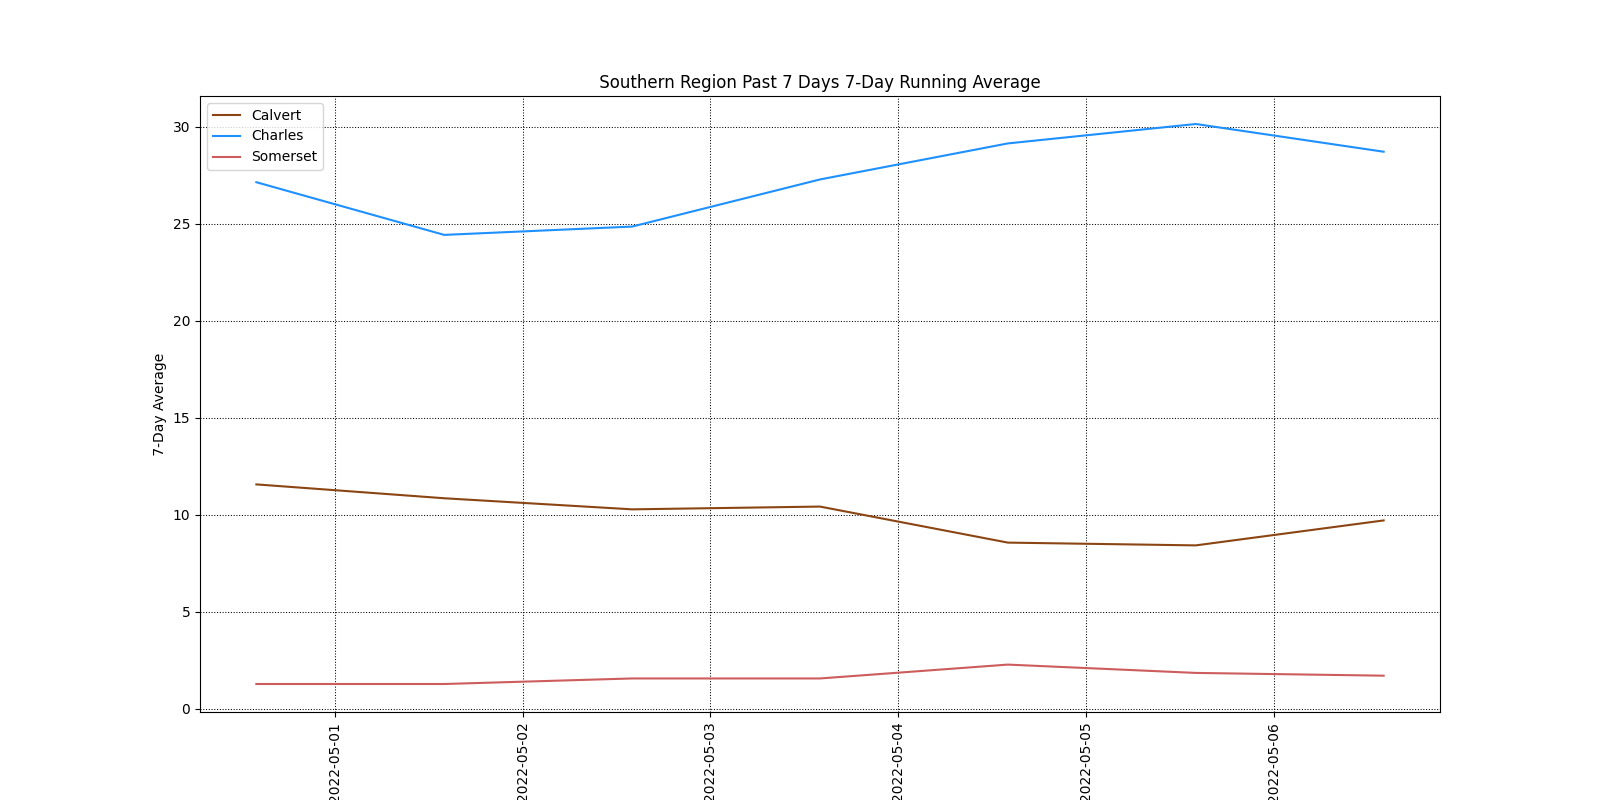 Southern Region Past 7 Days 7-Day Running Average
Calvert
Charles
Somerset
30
25
20
15
10
5
0
7-Day Average
2022-05-01
2022-05-02
2022-05-03
2022-05-04
2022-05-05
2022-05-06